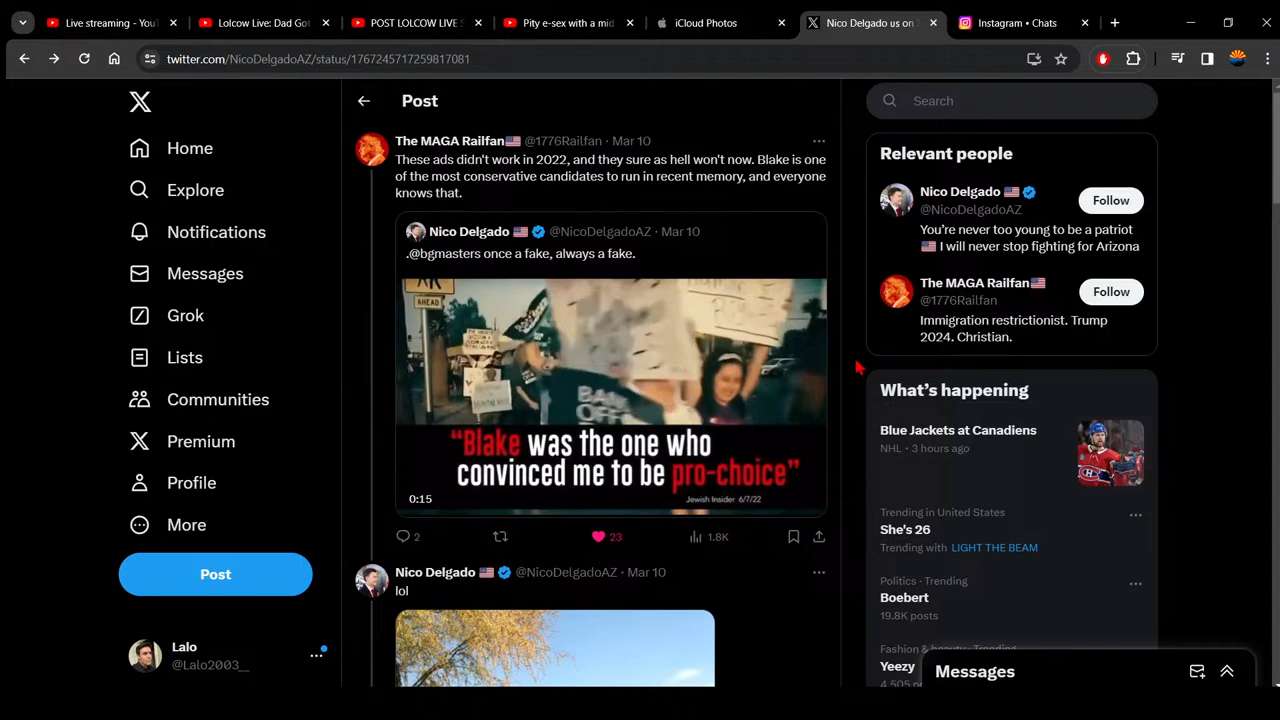 Live streaming - You
Lolcow Live: Dad Got
POST LOLCOW LIVE S
Pity e-sex with a mid
iCloud Photos
Nico Delgado us on X
Instagram • Chats
twitter.com/NicoDelgadoAZ/status/1767245717259817081
Home
Explore
Notifications
Messages
Grok
Lists
Communities
Premium
Profile
More
Post
Lalo
@Lalo2003__
Post
The MAGA Railfan🇺🇸 @1776Railfan · Mar 10
These ads didn't work in 2022, and they sure as hell won't now. Blake is one
of the most conservative candidates to run in recent memory, and everyone
knows that.
Nico Delgado 🇺🇸 @NicoDelgadoAZ · Mar 10
.@bgmasters once a fake, always a fake.
AHEAD
"Blake was the one who
convinced me to be pro-choice"
Jewish Insider 6/7/22
0:15
2
23
1.8K
Nico Delgado 🇺🇸 @NicoDelgadoAZ · Mar 10
lol
Search
Relevant people
Nico Delgado 🇺🇸
@NicoDelgadoAZ
Follow
You're never too young to be a patriot
🇺🇸 I will never stop fighting for Arizona
The MAGA Railfan🇺🇸
@1776Railfan
Follow
Immigration restrictionist. Trump
2024. Christian.
What's happening
Blue Jackets at Canadiens
NHL · 3 hours ago
Trending in United States
She's 26
Trending with LIGHT THE BEAM
Politics · Trending
Boebert
19.8K posts
Fashion & beauty · Trending
Yeezy
4,505 po
Messages